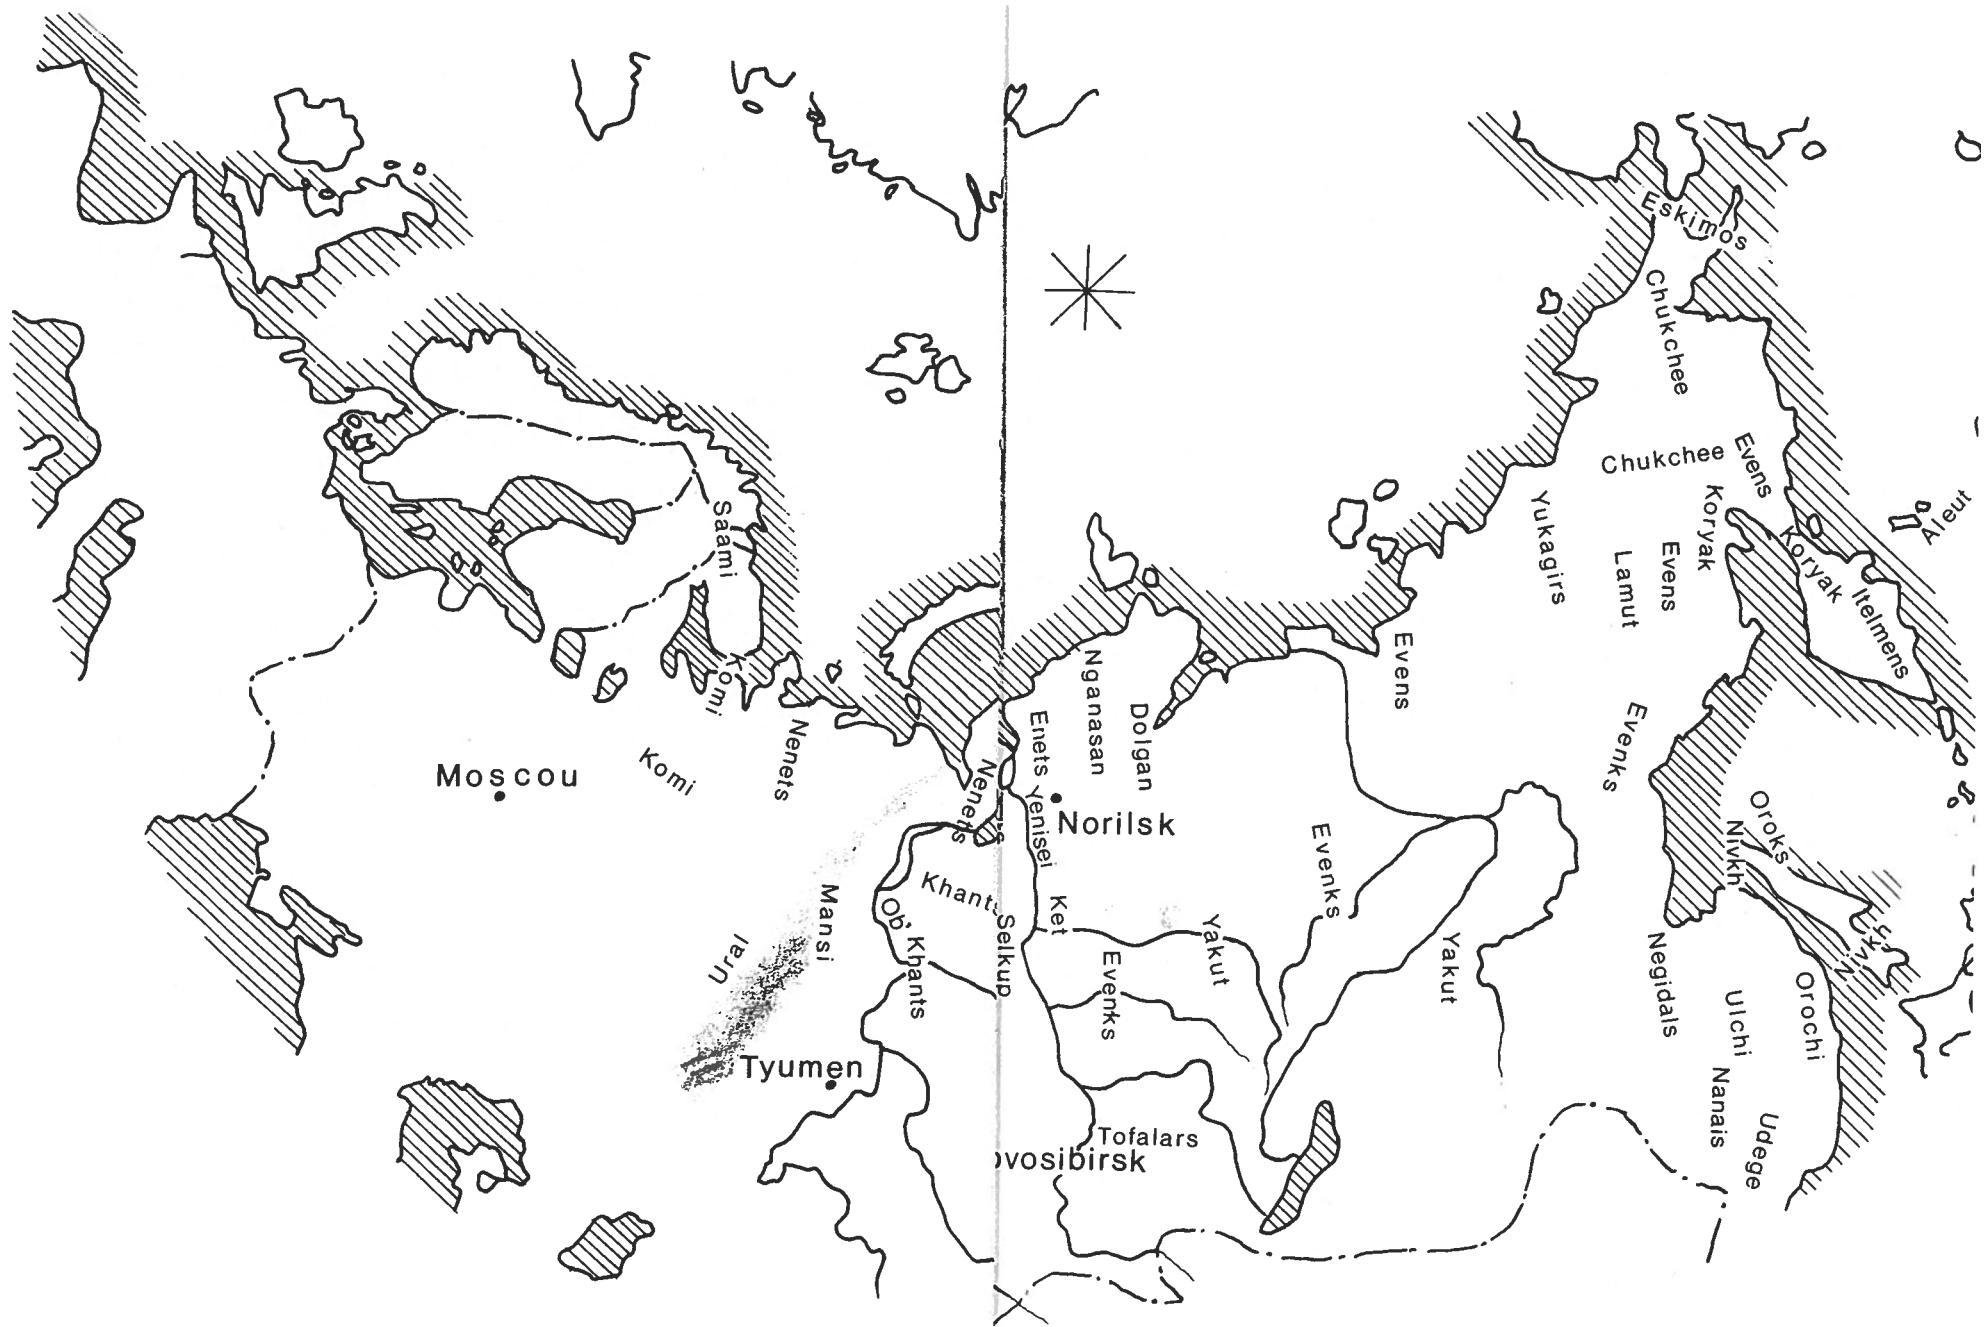 Eskimos
Chukchee
Chukchee
Evens
Koryak
Yukagirs
Lamut
Evens
Koryak
Itelmens
Aleut
Saami
Komi
Komi
Nenets
Moscou
Nenets
Nenets
Enets
Nganasan
Dolgan
Evens
Evenks
Norilsk
Yenisei
Khants
Ob'
Khants
Selkup
Ket
Mansi
Ural
Evenks
Yakut
Evenks
Yakut
Oroks
Nivkh
Nivkh
Negidals
Ulchi
Orochi
Nanais
Udege
Tyumen
Tofalars
ovosibirsk